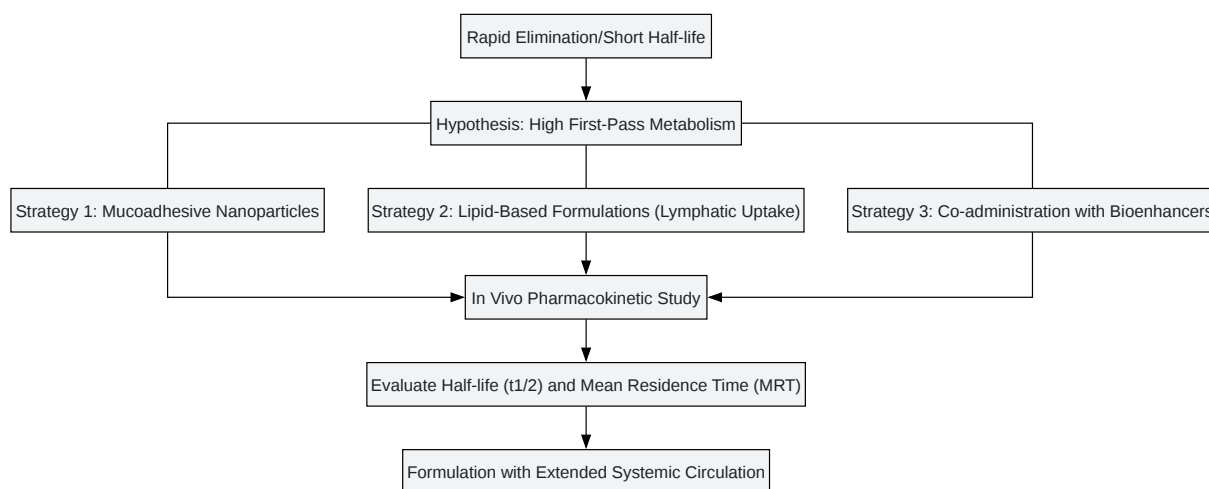 Rapid Elimination/Short Half-life
Hypothesis: High First-Pass Metabolism
Strategy 1: Mucoadhesive Nanoparticles
Strategy 2: Lipid-Based Formulations (Lymphatic Uptake)
Strategy 3: Co-administration with Bioenhancers
In Vivo Pharmacokinetic Study
Evaluate Half-life (t1/2) and Mean Residence Time (MRT)
Formulation with Extended Systemic Circulation